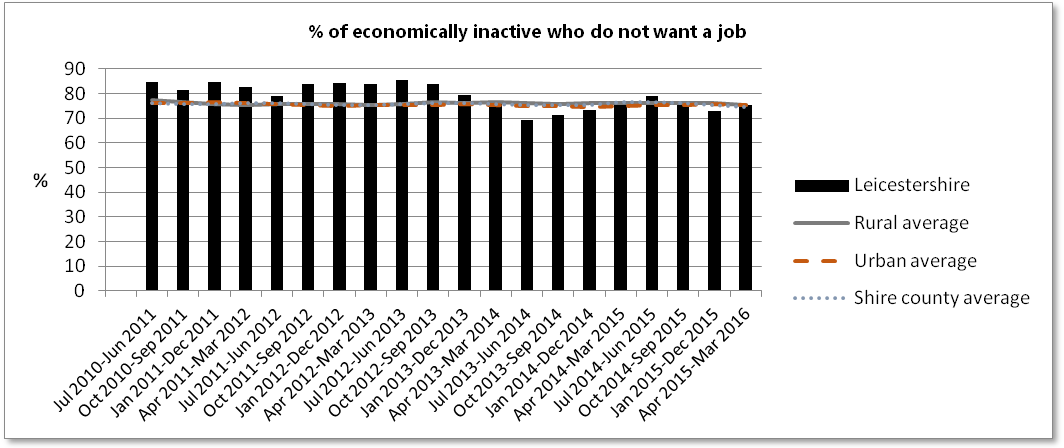 % of economically inactive who do not want a job
90
80
70
60
50
40
30
20
10
0
%
Jul 2010-Jun 2011
Oct 2010-Sep 2011
Jan 2011-Dec 2011
Apr 2011-Mar 2012
Jul 2011-Jun 2012
Oct 2011-Sep 2012
Jan 2012-Dec 2012
Apr 2012-Mar 2013
Jul 2012-Jun 2013
Oct 2012-Sep 2013
Jan 2013-Dec 2013
Apr 2013-Mar 2014
Jul 2013-Jun 2014
Oct 2013-Sep 2014
Jan 2014-Dec 2014
Apr 2014-Mar 2015
Jul 2014-Jun 2015
Oct 2014-Sep 2015
Jan 2015-Dec 2015
Apr 2015-Mar 2016
Leicestershire
Rural average
Urban average
Shire county average